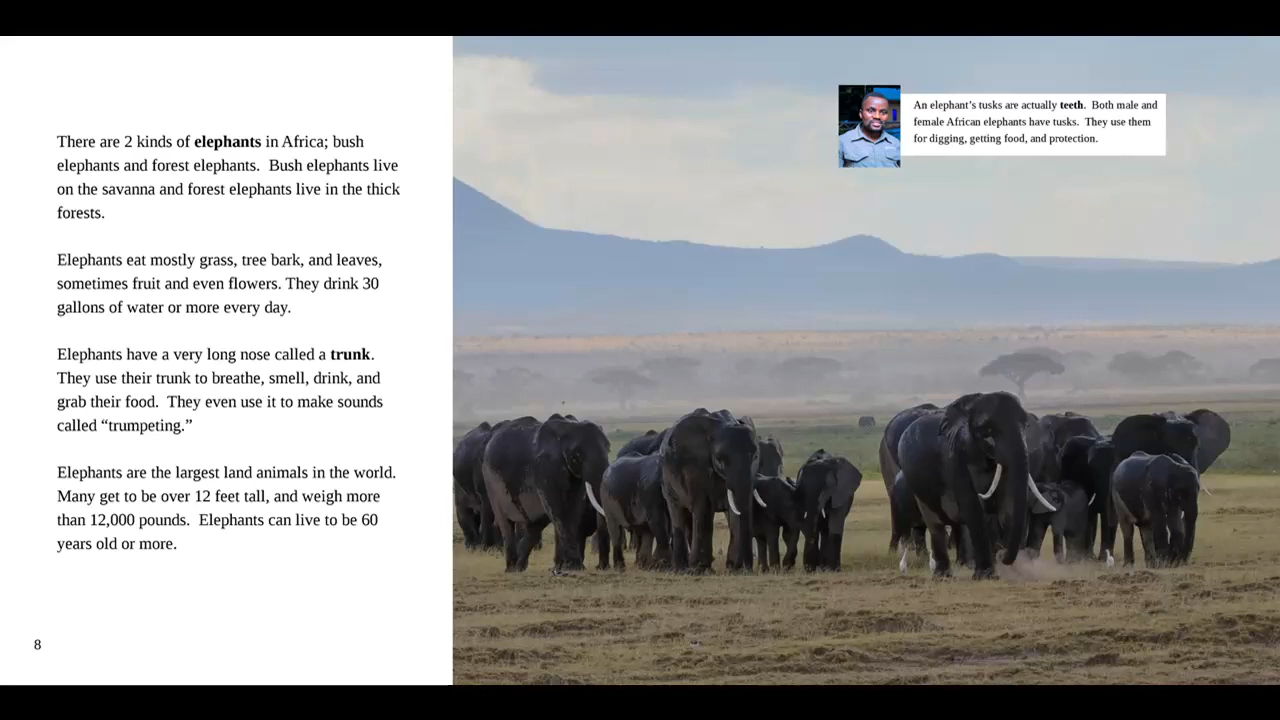 There are 2 kinds of elephants in Africa; bush
elephants and forest elephants.  Bush elephants live
on the savanna and forest elephants live in the thick
forests.
Elephants eat mostly grass, tree bark, and leaves,
sometimes fruit and even flowers. They drink 30
gallons of water or more every day.
Elephants have a very long nose called a trunk.
They use their trunk to breathe, smell, drink, and
grab their food.  They even use it to make sounds
called “trumpeting.”
Elephants are the largest land animals in the world.
Many get to be over 12 feet tall, and weigh more
than 12,000 pounds.  Elephants can live to be 60
years old or more.
8
An elephant’s tusks are actually teeth.  Both male and
female African elephants have tusks.  They use them
for digging, getting food, and protection.